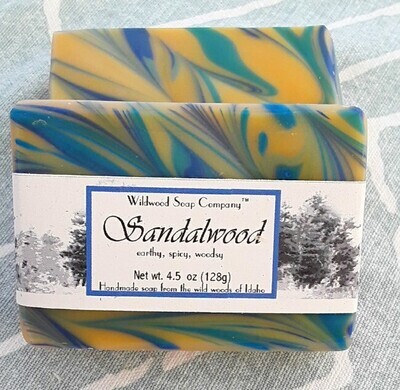 Wildwood Soap Company™
Sandalwood
earthy, spicy, woodsy
Net wt. 4.5 oz (128g)
Handmade soap from the wild woods of Idaho